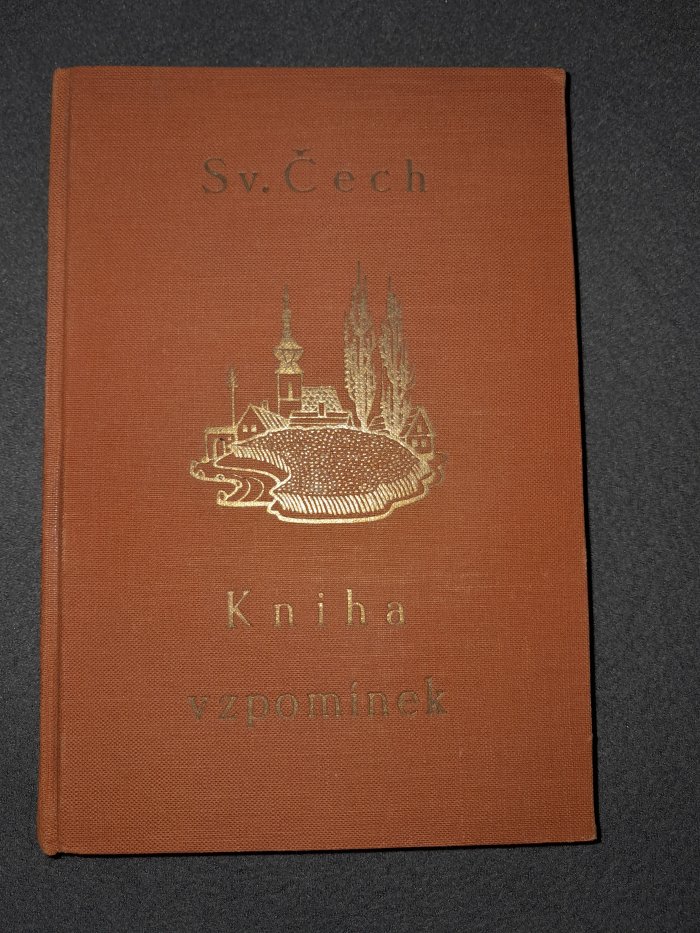 Sv. Čech
Kniha
vzpomínek